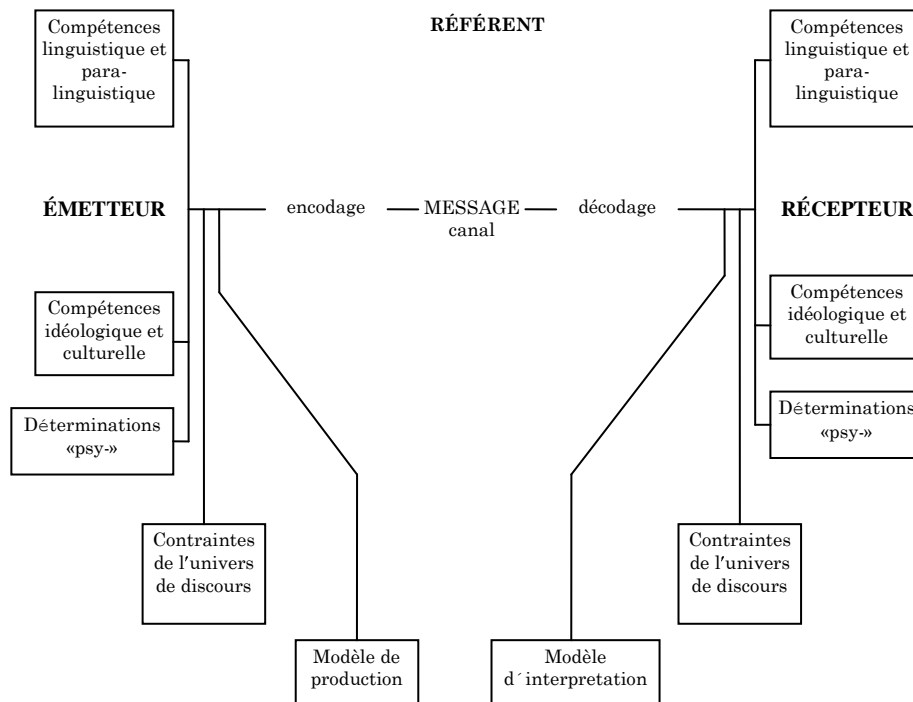 RÉFÉRENT
Compétences
linguistique et
para-
linguistique
Compétences
linguistique et
para-
linguistique
ÉMETTEUR
encodage
MESSAGE
canal
décodage
RÉCEPTEUR
Compétences
idéologique et
culturelle
Compétences
idéologique et
culturelle
Déterminations
«psy-»
Déterminations
«psy-»
Contraintes
de l'univers
de discours
Contraintes
de l'univers
de discours
Modèle de
production
Modèle
d´interpretation